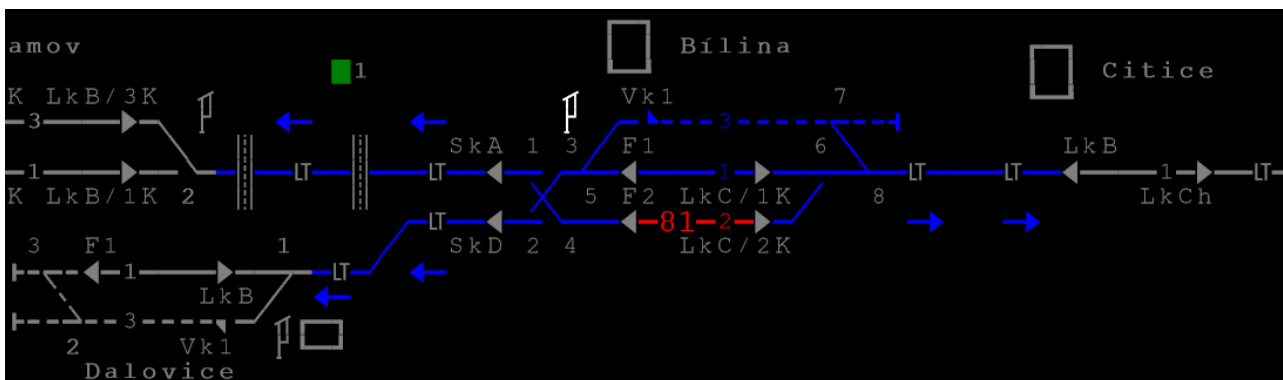 amov
Bílina
Citice
1
K LkB/3K
Vk1
7
3
3
SkA 1 3 F1
6
LkB
1
LT
LT
1
LT
LT
1
LT
K LkB/1K 2
5 F2 LkC/1K
8
LkCh
LT
81
2
3 F1
1
SkD 2 4
LkC/2K
1
LT
LkB
3
2
Vk1
Dalovice